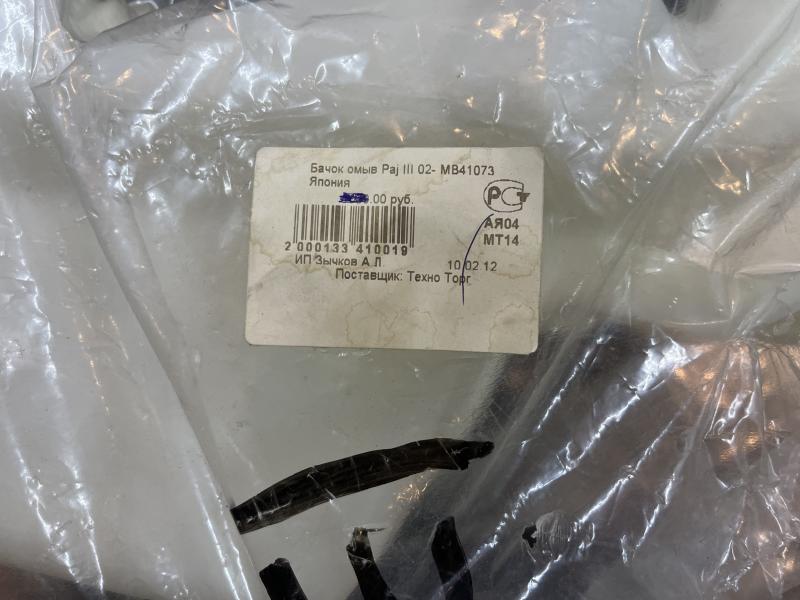 Бачок омыв Paj III 02- MB41073
Япония
.00 руб.
РСТ
АЯ04
МТ14
2 000133 410019
ИП Зычков А.Л.
10.02.12
Поставщик: Техно Торг